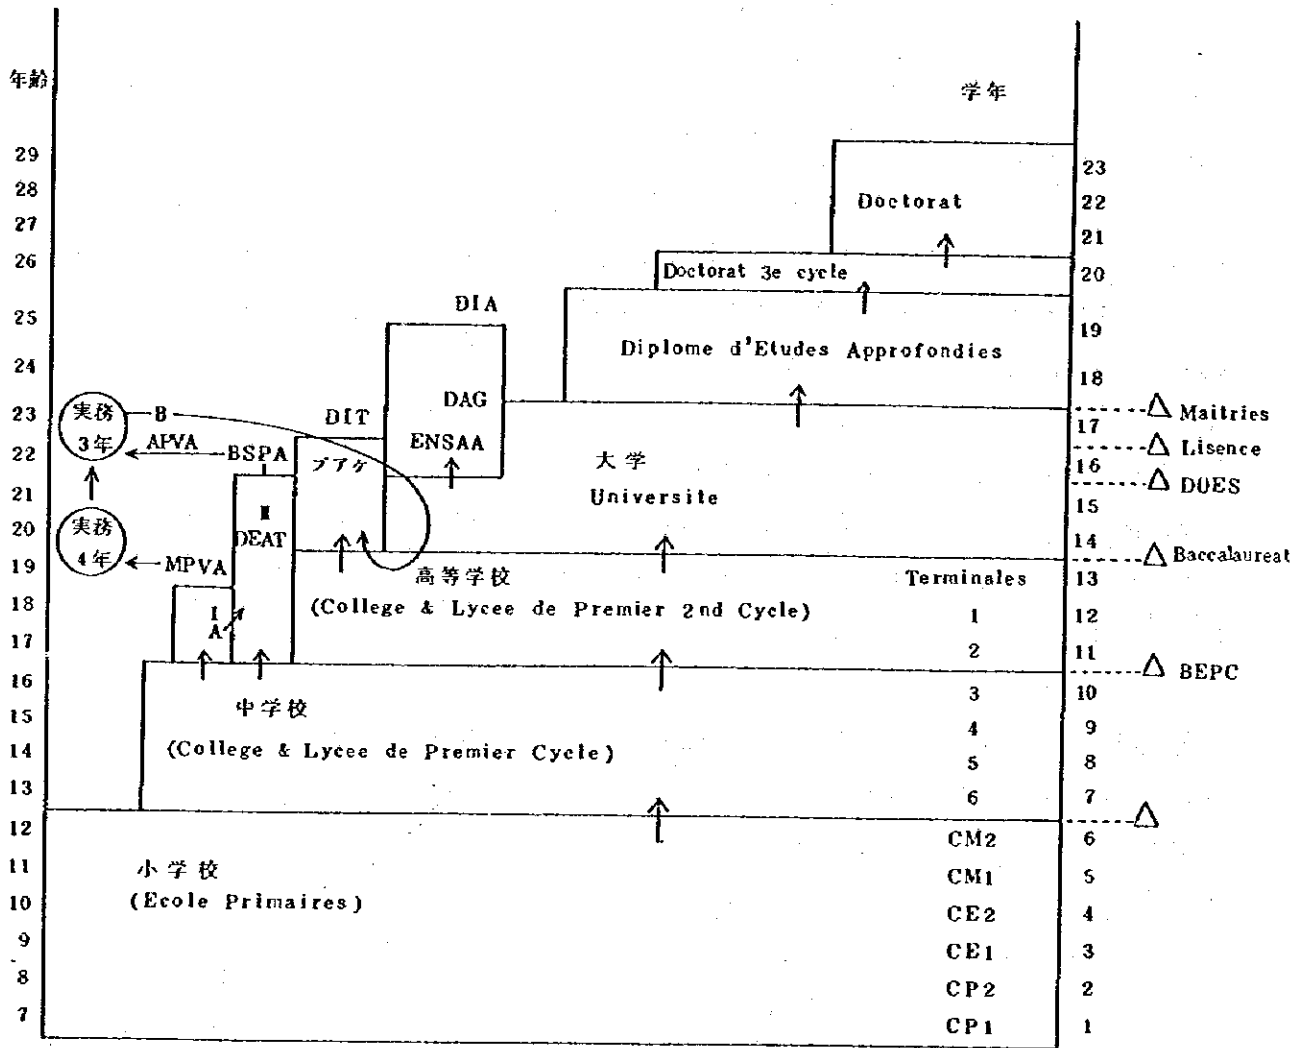 年齢
学年
29
23
28
Doctorat
22
27
21
26
Doctorat 3e cycle
20
DIA
25
19
Diplome d'Etudes Approfondies
24
18
DAG
実務
3年
B
DIT
23
17
Maitries
APVA
BSPA
ブアケ
ENSAA
大学
Lisence
22
16
Universite
DUES
21
II
15
実務
4年
DEAT
20
14
MPVA
Baccalaureat
19
高等学校
Terminales
13
(College & Lycee de Premier 2nd Cycle)
18
I
A
1
12
17
2
11
BEPC
16
3
10
中学校
15
4
9
(College & Lycee de Premier Cycle)
14
5
8
13
6
7
12
CM2
6
小学校
11
CM1
5
(Ecole Primaires)
10
CE2
4
9
CE1
3
8
CP2
2
7
CP1
1